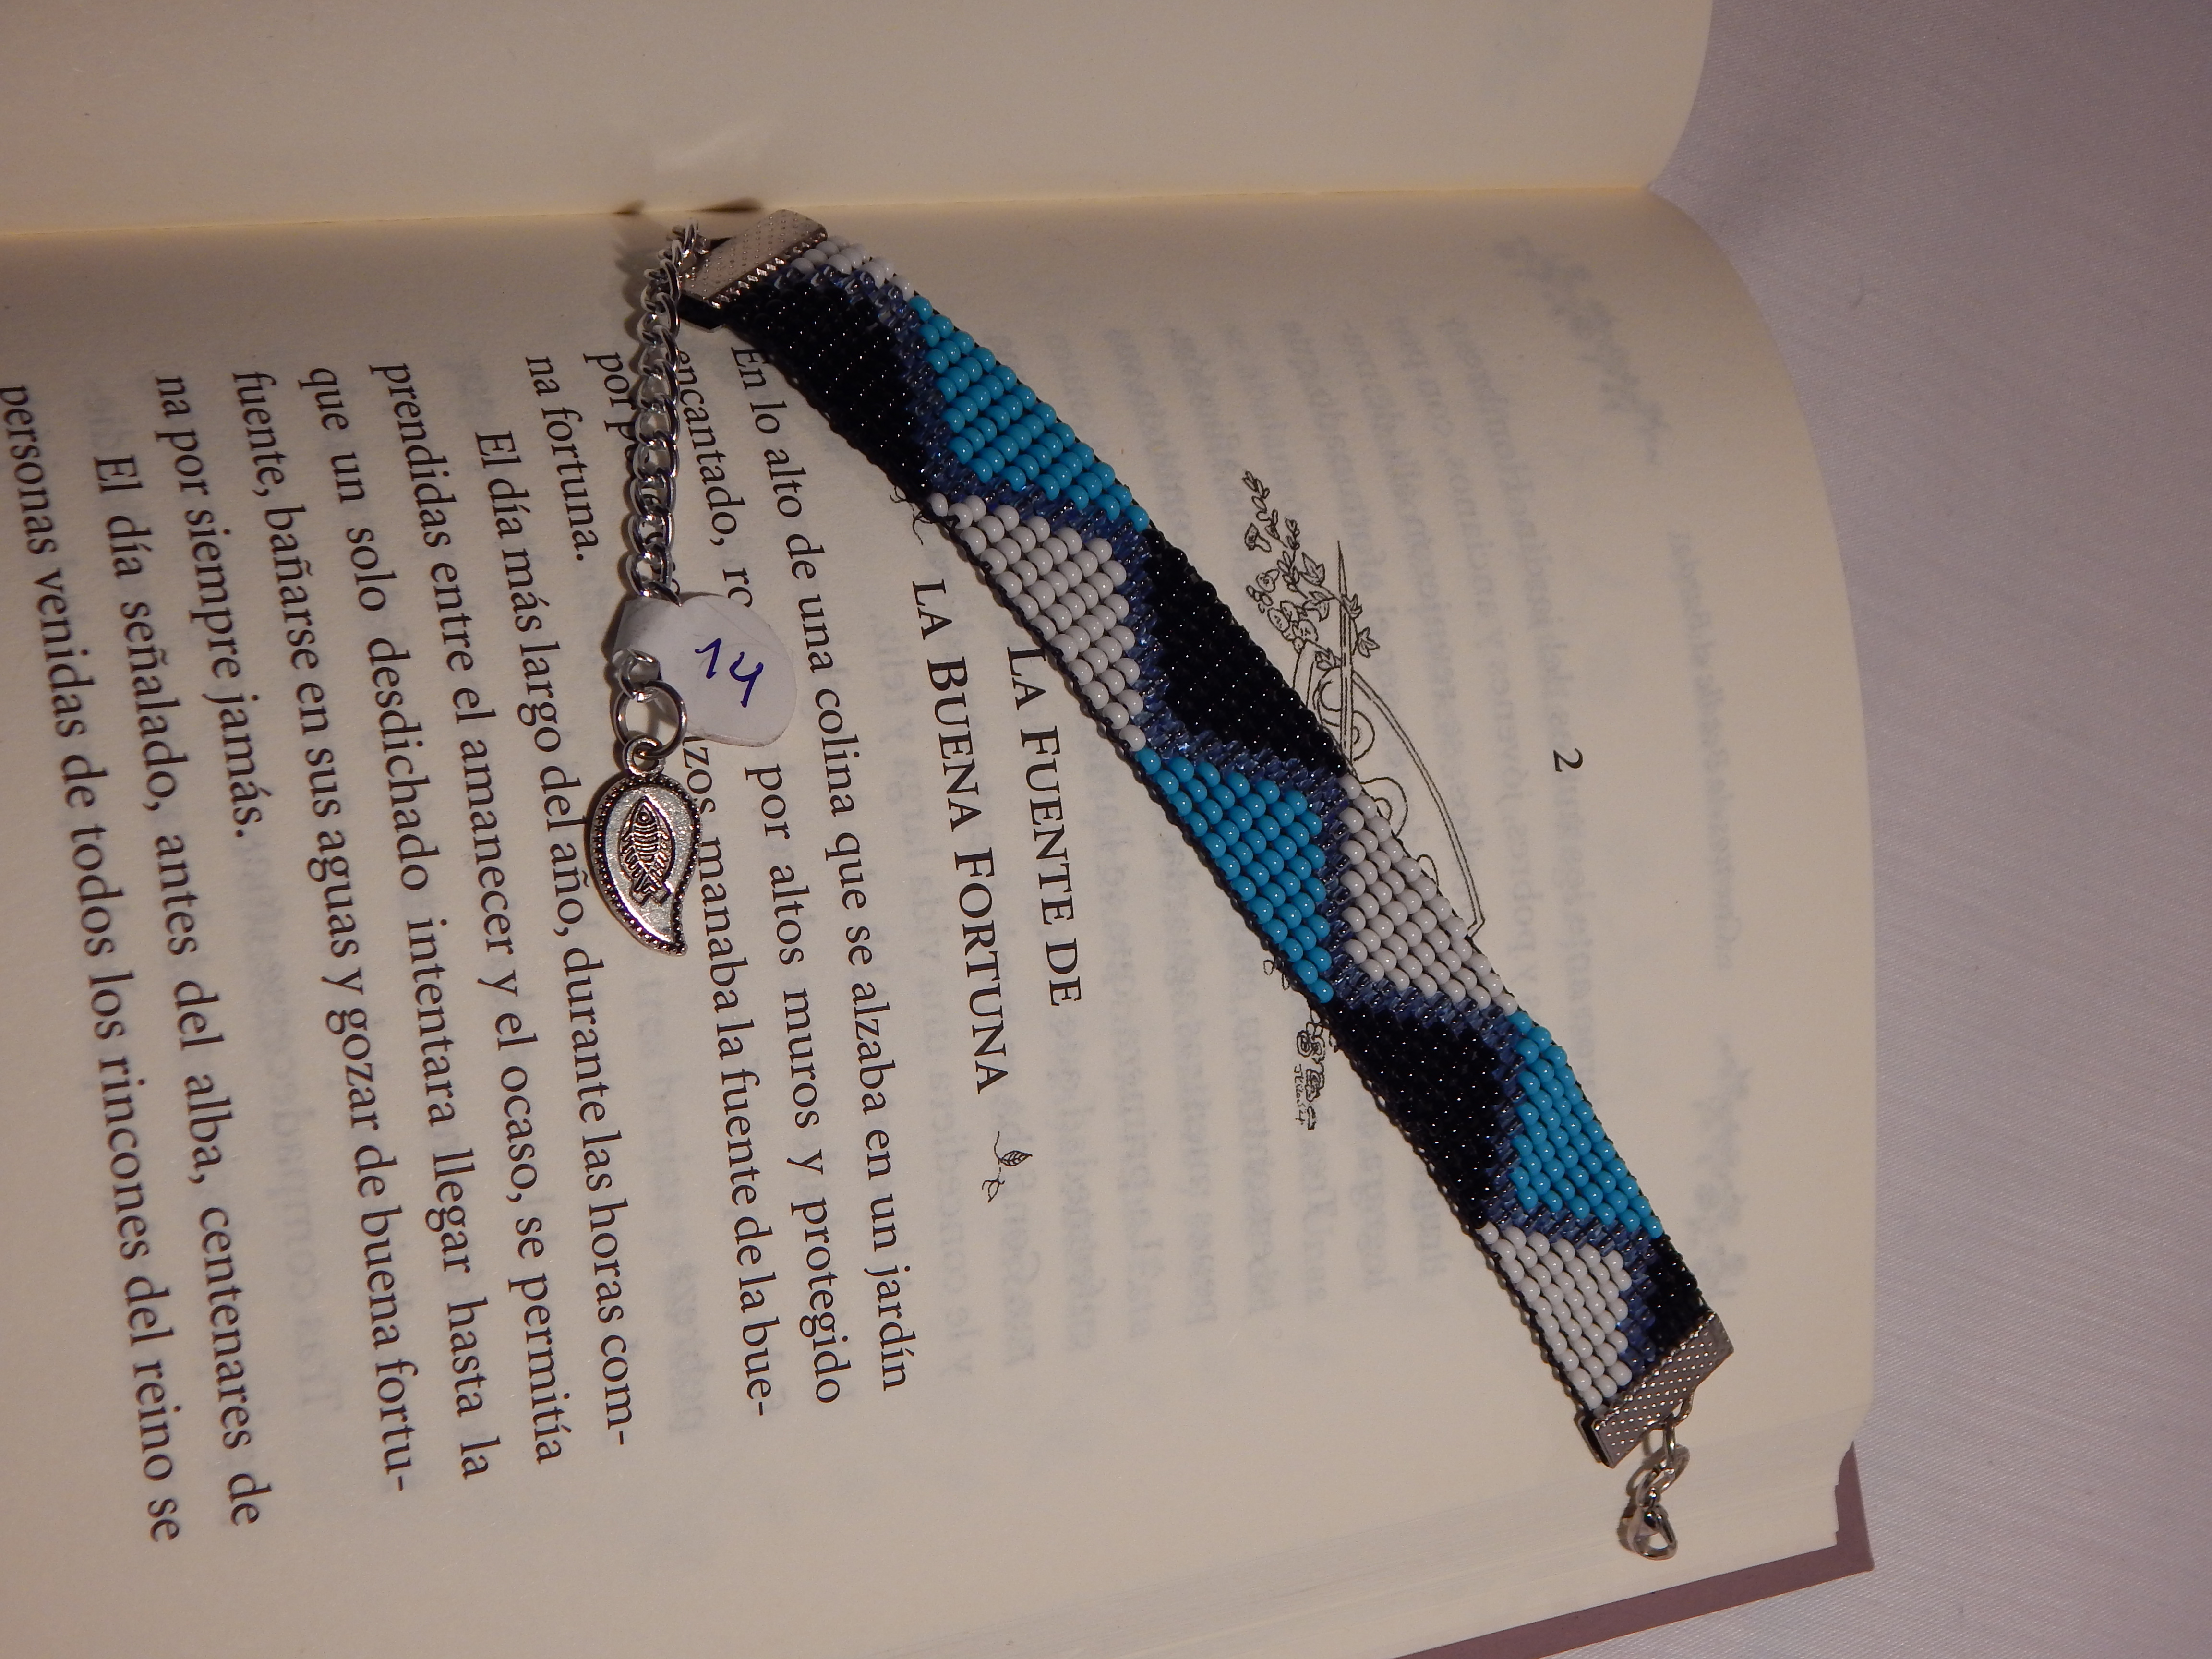 2
LA FUENTE DE
LA BUENA FORTUNA
En lo alto de una colina que se alzaba en un jardín
encantado, por altos muros y protegido
por manaba la fuente de la bue-
na fortuna.
El día más largo del año, durante las horas com-
prendidas entre el amanecer y el ocaso, se permitía
que un solo desdichado intentara llegar hasta la
fuente, bañarse en sus aguas y gozar de buena fortu-
na por siempre jamás.
El día señalado, antes del alba, centenares de
personas venidas de todos los rincones del reino se
14